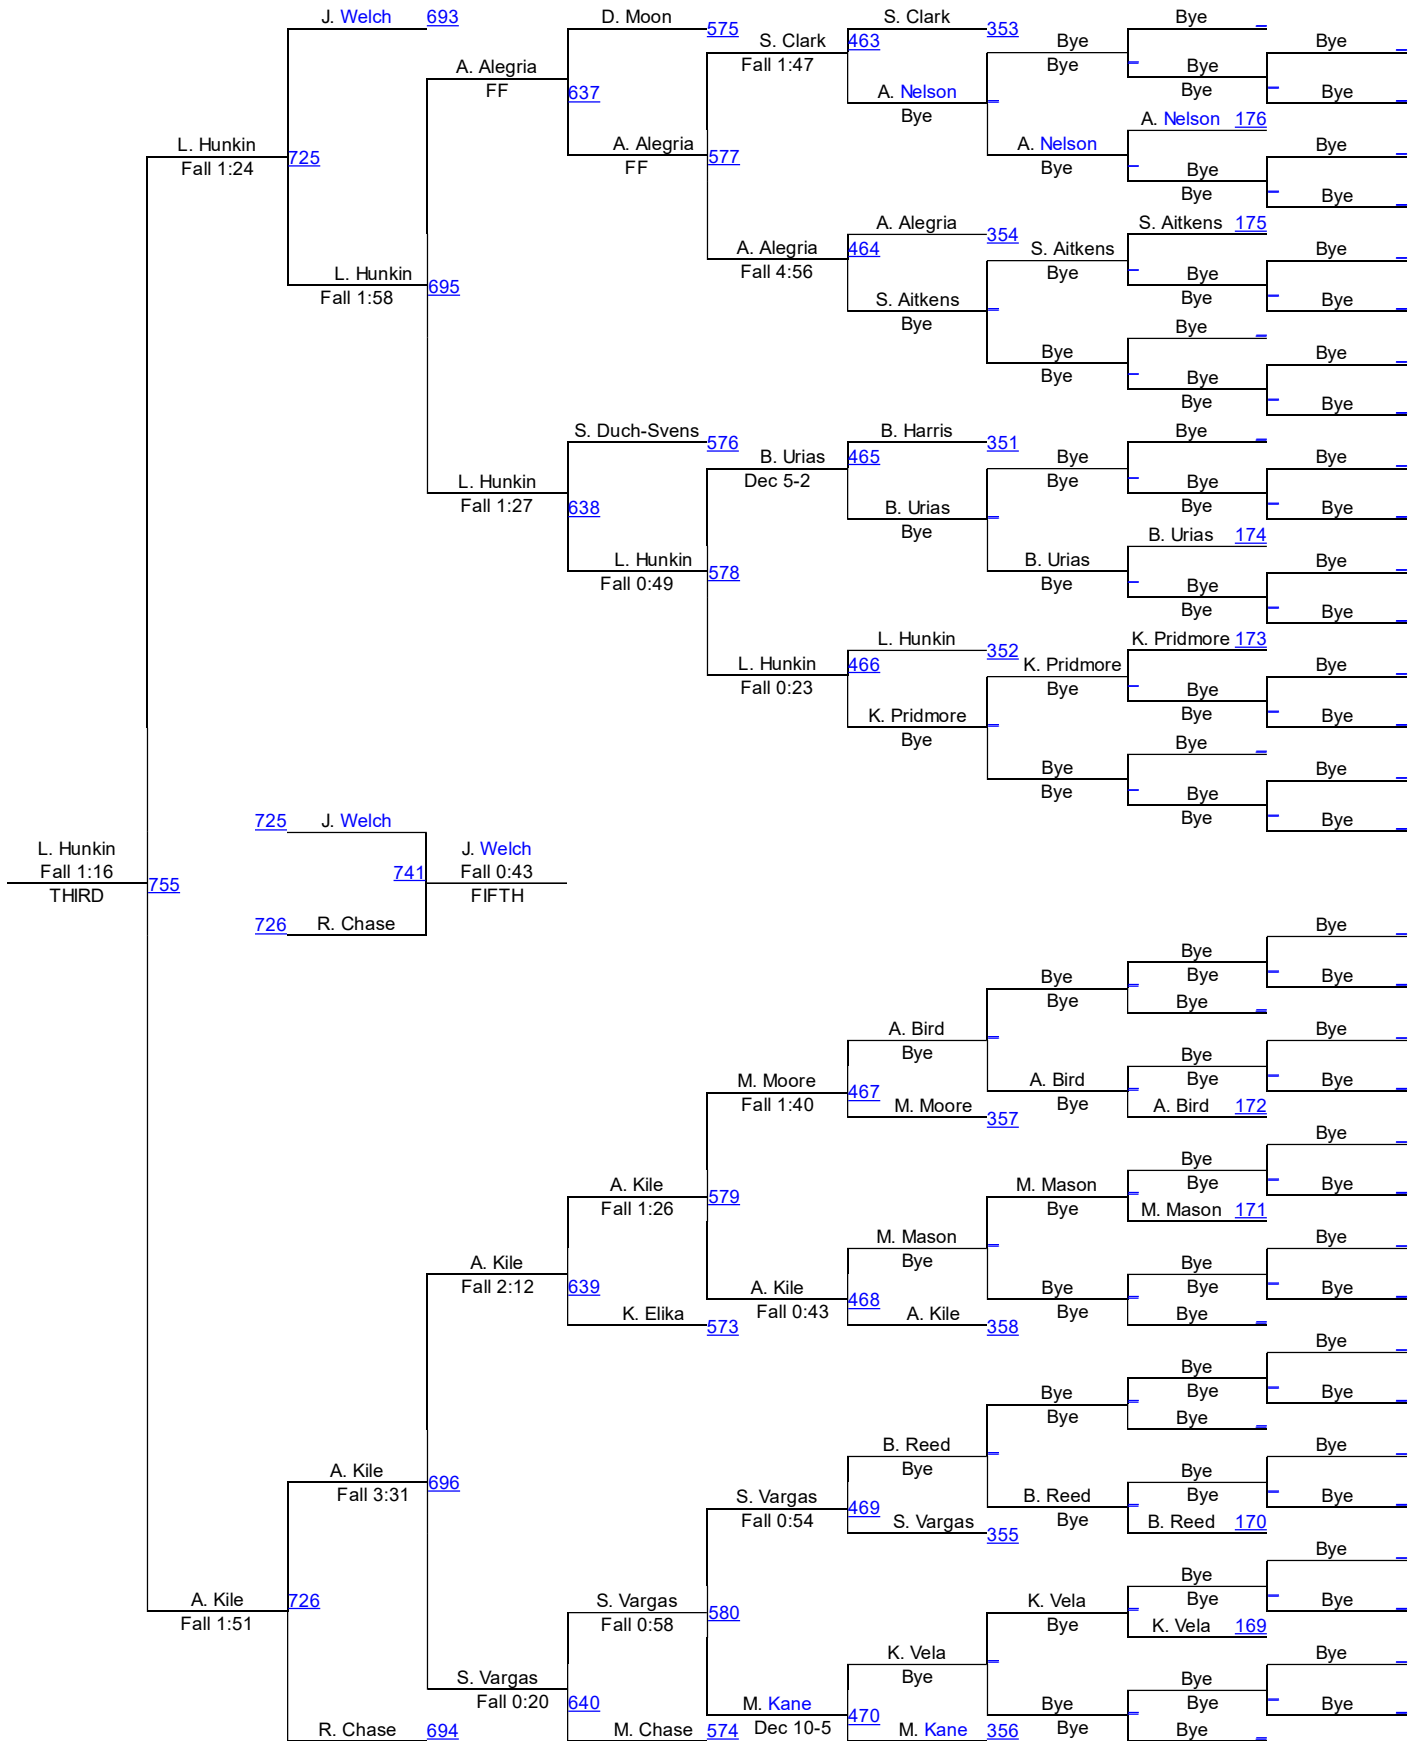 J. Welch 693
D. Moon 575
S. Clark 353
Bye
S. Clark 463
Fall 1:47
Bye
Bye
Bye
A. Alegria
FF
637
A. Nelson
Bye
Bye
Bye
Bye
A. Nelson 176
L. Hunkin
Fall 1:24
725
A. Alegria
FF
577
A. Nelson
Bye
Bye
Bye
Bye
Bye
A. Alegria 354
S. Aitkens 175
A. Alegria
Fall 4:56
464
S. Aitkens
Bye
Bye
L. Hunkin
Fall 1:58
695
Bye
Bye
S. Aitkens
Bye
Bye
Bye
Bye
Bye
Bye
Bye
Bye
Bye
S. Duch-Svens 576
B. Harris 351
Bye
B. Urias
Dec 5-2
465
Bye
Bye
Bye
L. Hunkin
Fall 1:27
638
B. Urias
Bye
Bye
Bye
Bye
B. Urias 174
L. Hunkin
Fall 0:49
578
B. Urias
Bye
Bye
Bye
Bye
Bye
L. Hunkin 352
K. Pridmore 173
L. Hunkin
Fall 0:23
466
K. Pridmore
Bye
Bye
K. Pridmore
Bye
Bye
Bye
Bye
Bye
Bye
Bye
Bye
Bye
Bye
Bye
725 J. Welch
L. Hunkin
Fall 1:16
THIRD
755
741
J. Welch
Fall 0:43
FIFTH
726 R. Chase
Bye
Bye
Bye
Bye
Bye
Bye
Bye
A. Bird
Bye
Bye
M. Moore
Fall 1:40
467
A. Bird
Bye
Bye
Bye
Bye
M. Moore 357
A. Bird 172
Bye
A. Kile
Fall 1:26
579
M. Mason
Bye
Bye
Bye
Bye
M. Mason 171
A. Kile
Fall 2:12
639
M. Mason
Bye
Bye
Bye
Bye
Bye
A. Kile
Fall 0:43
468
Bye
Bye
K. Elika 573
A. Kile 358
Bye
Bye
Bye
Bye
Bye
Bye
Bye
Bye
B. Reed
Bye
Bye
A. Kile
Fall 3:31
696
S. Vargas
Fall 0:54
469
B. Reed
Bye
Bye
Bye
Bye
S. Vargas 355
B. Reed 170
Bye
A. Kile
Fall 1:51
726
S. Vargas
Fall 0:58
580
K. Vela
Bye
Bye
Bye
Bye
K. Vela 169
K. Vela
Bye
Bye
S. Vargas
Fall 0:20
640
M. Kane
Dec 10-5
470
Bye
Bye
Bye
Bye
Bye
R. Chase 694
M. Chase 574
M. Kane 356
Bye